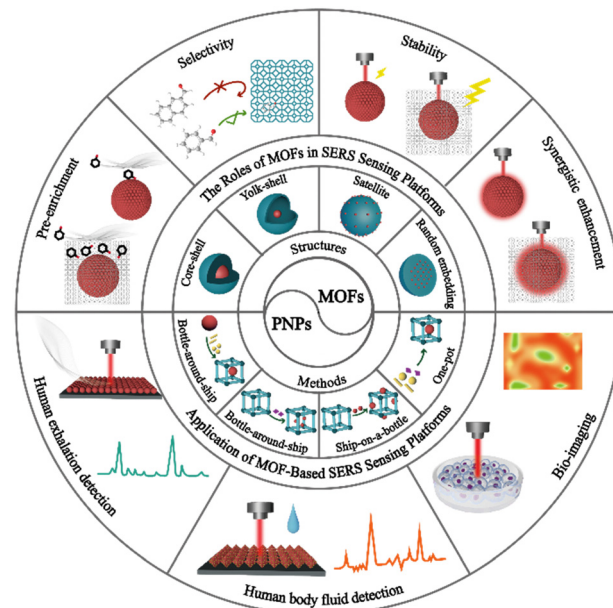 Selectivity
Stability
Pre-enrichment
Synergistic enhancement
The Roles of MOFs in SERS Sensing Platforms
Yolk-shell
Satellite
Core-shell
Random embedding
Structures
MOFs
PNPs
Methods
Bottle-around-ship
Bottle-around-ship
Ship-on-a-bottle
One-pot
Application of MOF-Based SERS Sensing Platforms
Human exhalation detection
Human body fluid detection
Bio-imaging